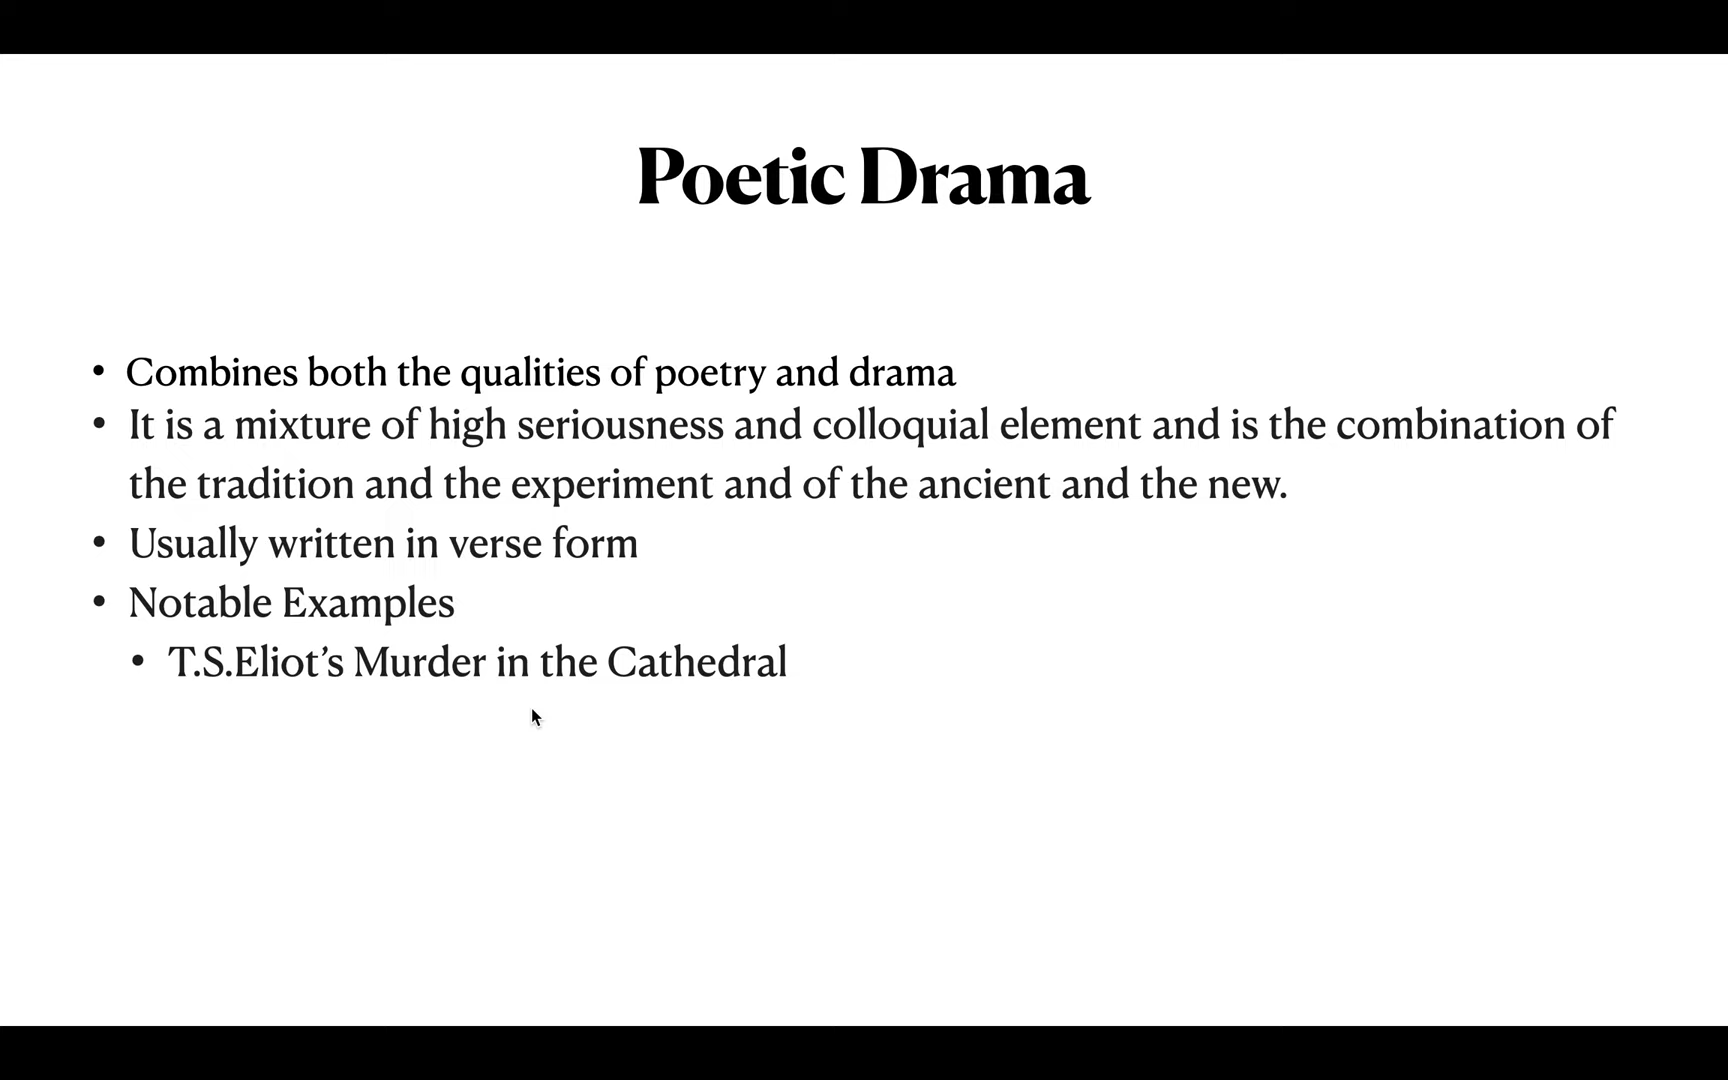 Poetic Drama
• Combines both the qualities of poetry and drama
• It is a mixture of high seriousness and colloquial element and is the combination of
the tradition and the experiment and of the ancient and the new.
• Usually written in verse form
• Notable Examples
• T.S.Eliot’s Murder in the Cathedral